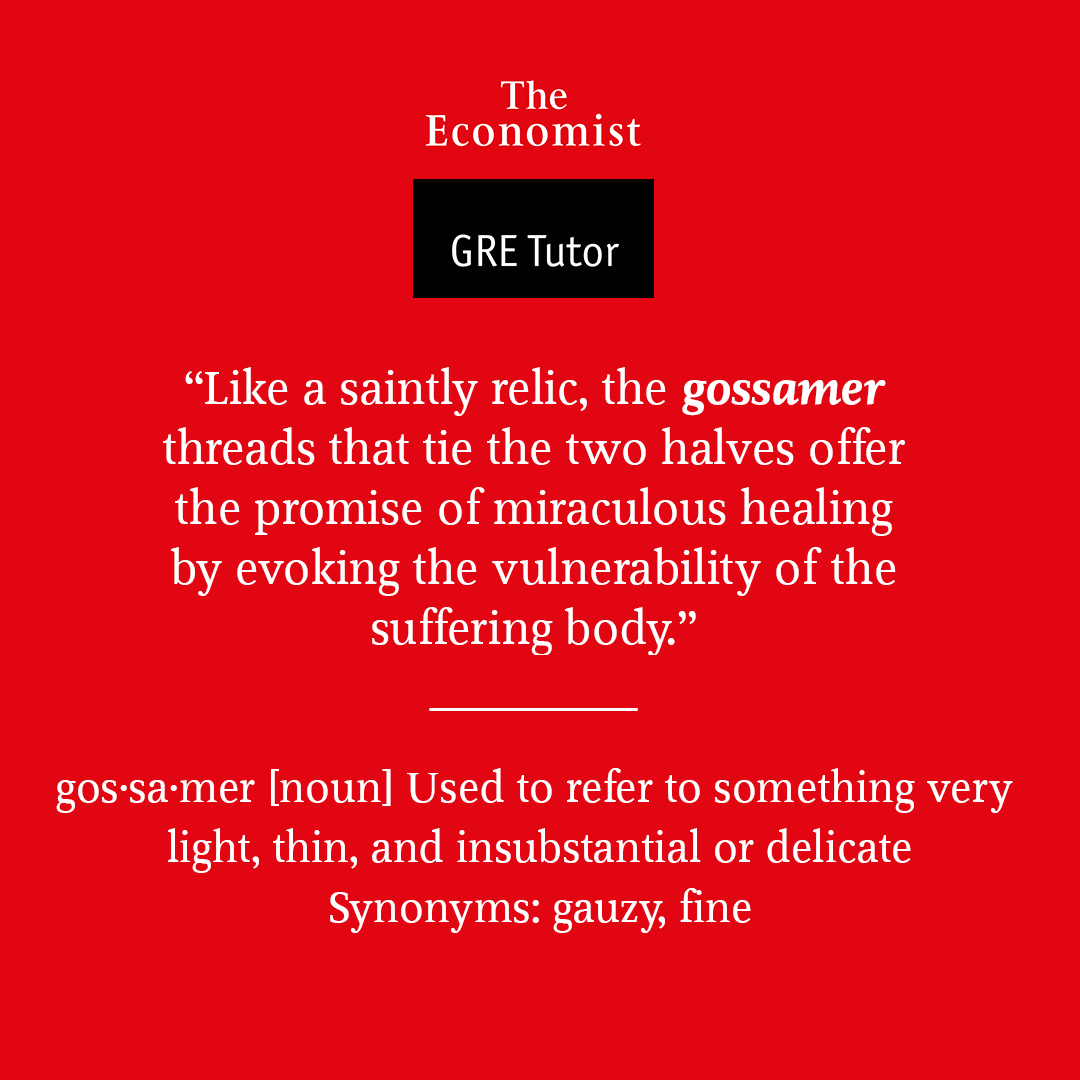 The
Economist
GRE Tutor
“Like a saintly relic, the gossamer
threads that tie the two halves offer
the promise of miraculous healing
by evoking the vulnerability of the
suffering body.”
gos·sa·mer [noun] Used to refer to something very
light, thin, and insubstantial or delicate
Synonyms: gauzy, fine